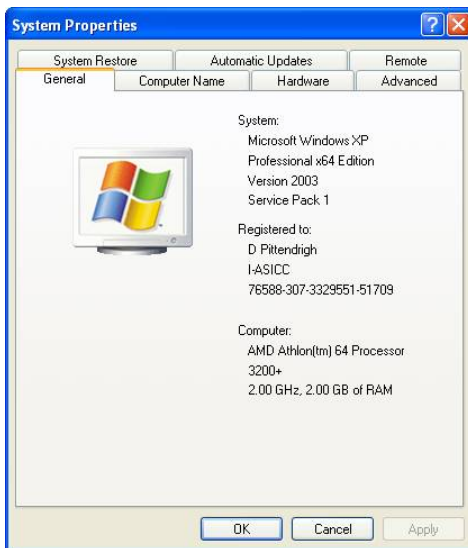 System Properties
System Restore Automatic Updates Remote
General Computer Name Hardware Advanced
System:
Microsoft Windows XP
Professional x64 Edition
Version 2003
Service Pack 1
Registered to:
D Pittendrigh
I-ASICC
76588-307-3329551-51709
Computer:
AMD Athlon(tm) 64 Processor
3200+
2.00 GHz, 2.00 GB of RAM
OK Cancel Apply